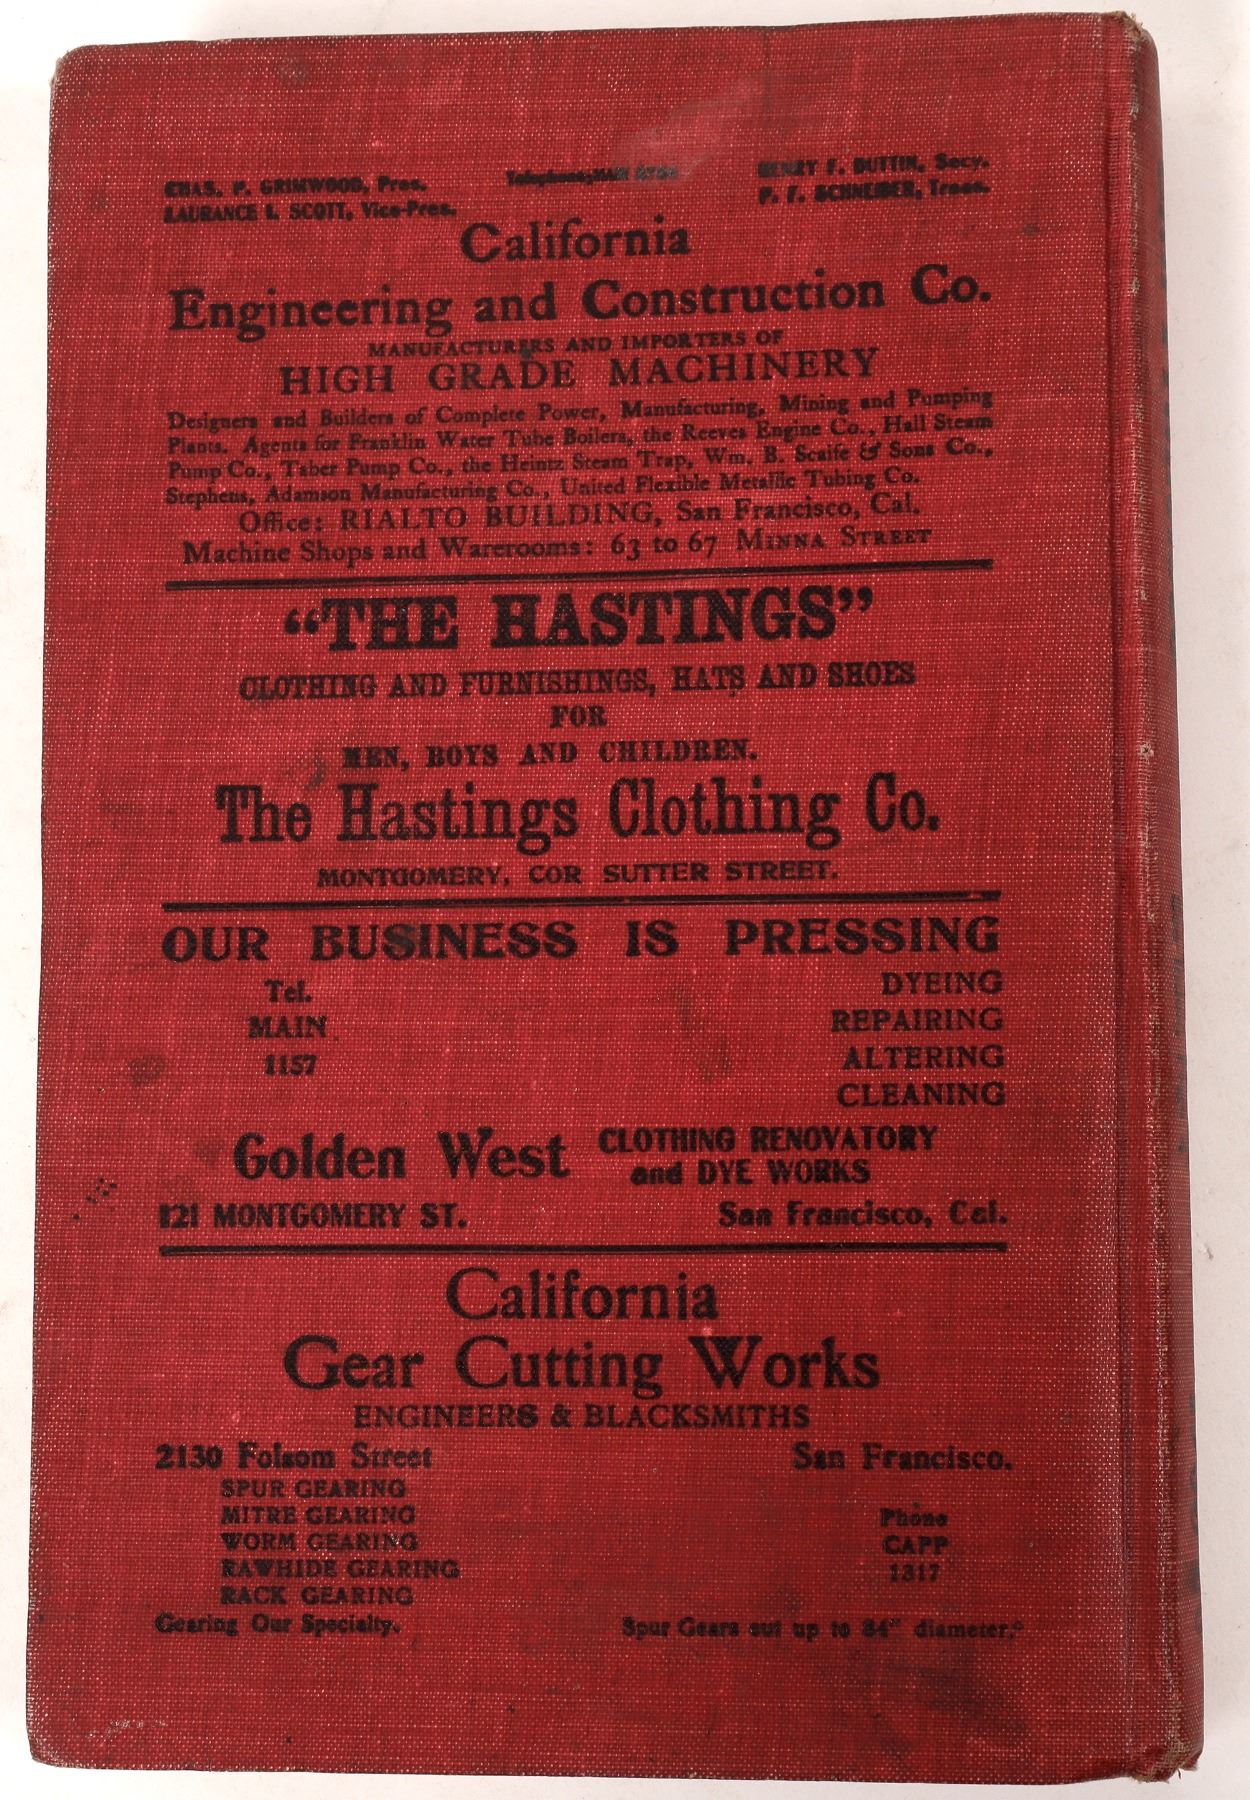 CHAS. P. GRIMWOOD, Pres.
LAURANCE I. SCOTT, Vice-Pres.
Telephone,
HENRY F. DUTTIN, Secy.
P. F. SCHNEIBER, Treas.
California
Engineering and Construction Co.
MANUFACTURERS AND IMPORTERS OF
HIGH GRADE MACHINERY
Designers and Builders of Complete Power, Manufacturing, Mining and Pumping
Plants. Agents for Franklin Water Tube Boilers, the Reeves Engine Co., Hall Steam
Pump Co., Taber Pump Co., the Heintz Steam Trap, Wm. B. Scaife & Sons Co.,
Stephens, Adamson Manufacturing Co., United Flexible Metallic Tubing Co.
Office: RIALTO BUILDING, San Francisco, Cal.
Machine Shops and Warerooms: 63 to 67 MINNA STREET
“THE HASTINGS”
CLOTHING AND FURNISHINGS, HATS AND SHOES
FOR
MEN, BOYS AND CHILDREN.
The Hastings Clothing Co.
MONTGOMERY, COR SUTTER STREET.
OUR BUSINESS IS PRESSING
Tel.
MAIN
1157
DYEING
REPAIRING
ALTERING
CLEANING
Golden West
CLOTHING RENOVATORY
and DYE WORKS
121 MONTGOMERY ST.
San Francisco, Cal.
California
Gear Cutting Works
ENGINEERS & BLACKSMITHS
2130 Folsom Street
San Francisco.
SPUR GEARING
MITRE GEARING
WORM GEARING
RAWHIDE GEARING
RACK GEARING
Phone
CAPP
1317
Gearing Our Specialty.
Spur Gears cut up to 84" diameter.